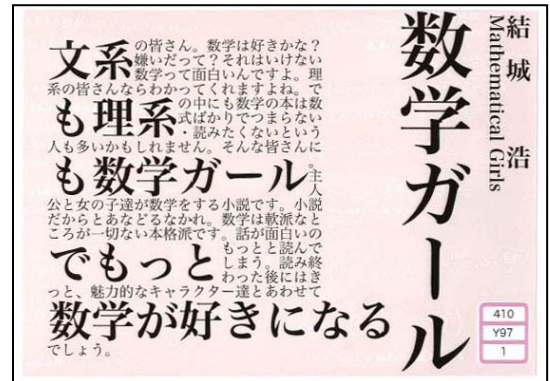 結城 浩
Mathematical Girls
数学ガール
文系
の皆さん。数学は好きかな？
嫌いだって？それはいけない
数学って面白いんですよ。理
系の皆さんならわかってくれますよね。で
も理系
の中にも数学の本は数
式ばかりでつまらない
・読みたくないという
人も多いかもしれません。そんな皆さんに
も数学ガール
。主
人
公と女の子達が数学をする小説です。小説
だからとあなどるなかれ。数学は軟派なと
ころが一切ない本格派です。話が面白いの
でもっと
もっとと読んで
しまう。読み終
わった後にはき
っと、魅力的なキャラクター達とあわせて
数学が好きになる
でしょう。
410
Y97
1